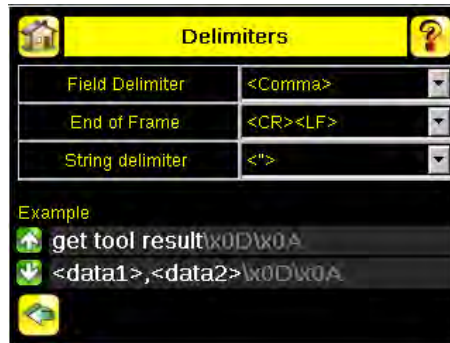 Delimiters
Field Delimiter <Comma>
End of Frame <CR><LF>
String delimiter <">
Example
get tool result\x0D\x0A
<data1>,<data2>\x0D\x0A